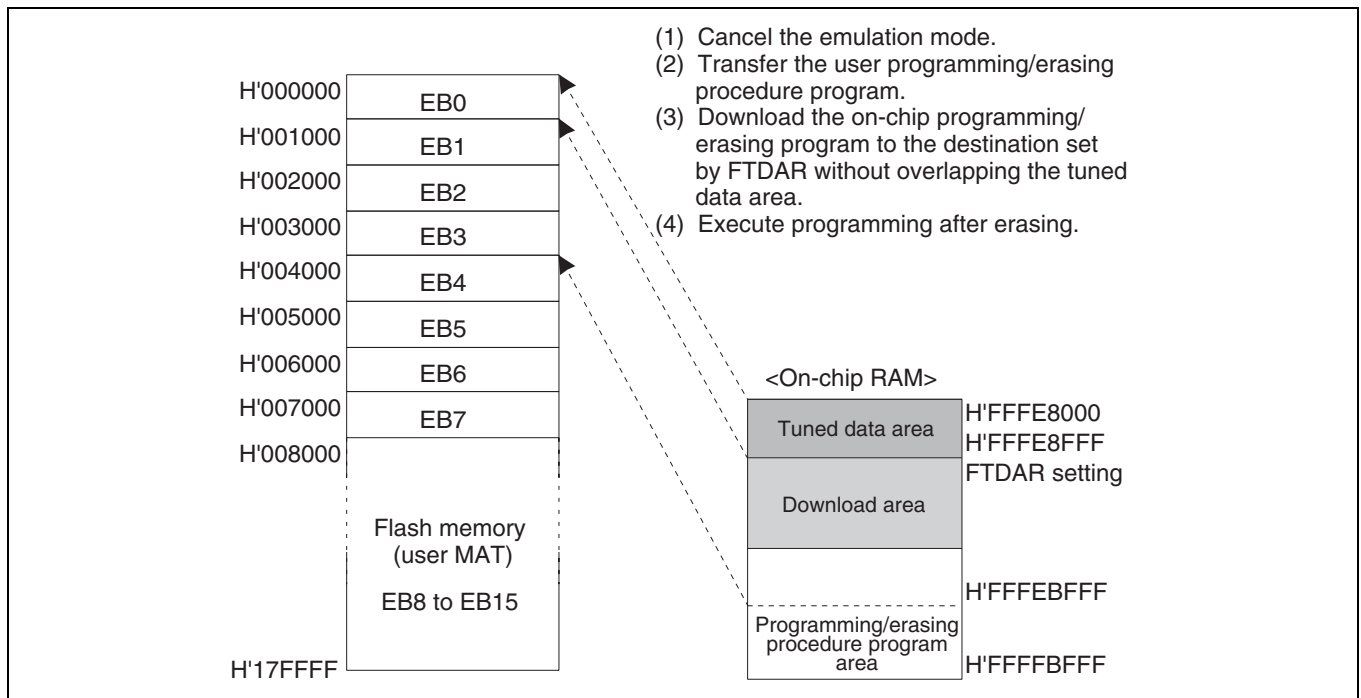 (1) Cancel the emulation mode.
(2) Transfer the user programming/erasing
procedure program.
(3) Download the on-chip programming/
erasing program to the destination set
by FTDAR without overlapping the tuned
data area.
(4) Execute programming after erasing.
H'000000
EB0
H'001000
EB1
H'002000
EB2
H'003000
EB3
H'004000
EB4
H'005000
EB5
H'006000
EB6
H'007000
EB7
H'008000
Flash memory
(user MAT)
EB8 to EB15
H'17FFFF
<On-chip RAM>
Tuned data area
H'FFFE8000
H'FFFE8FFF
FTDAR setting
Download area
H'FFFEBFFF
Programming/erasing
procedure program
area
H'FFFFBFFF